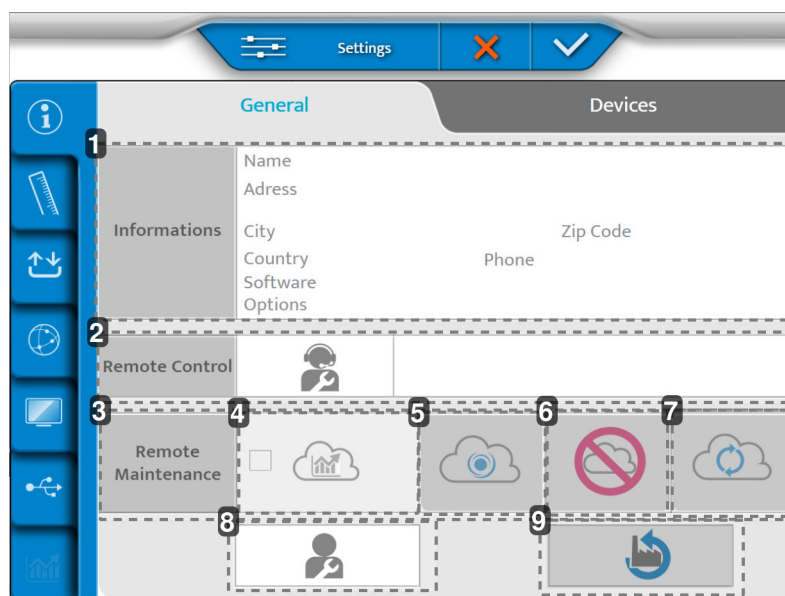 Settings
General
Devices
1
Name
Adress
Informations
City
Zip Code
Country
Phone
Software
Options
2
Remote Control
3
4
5
6
7
Remote
Maintenance
8
9